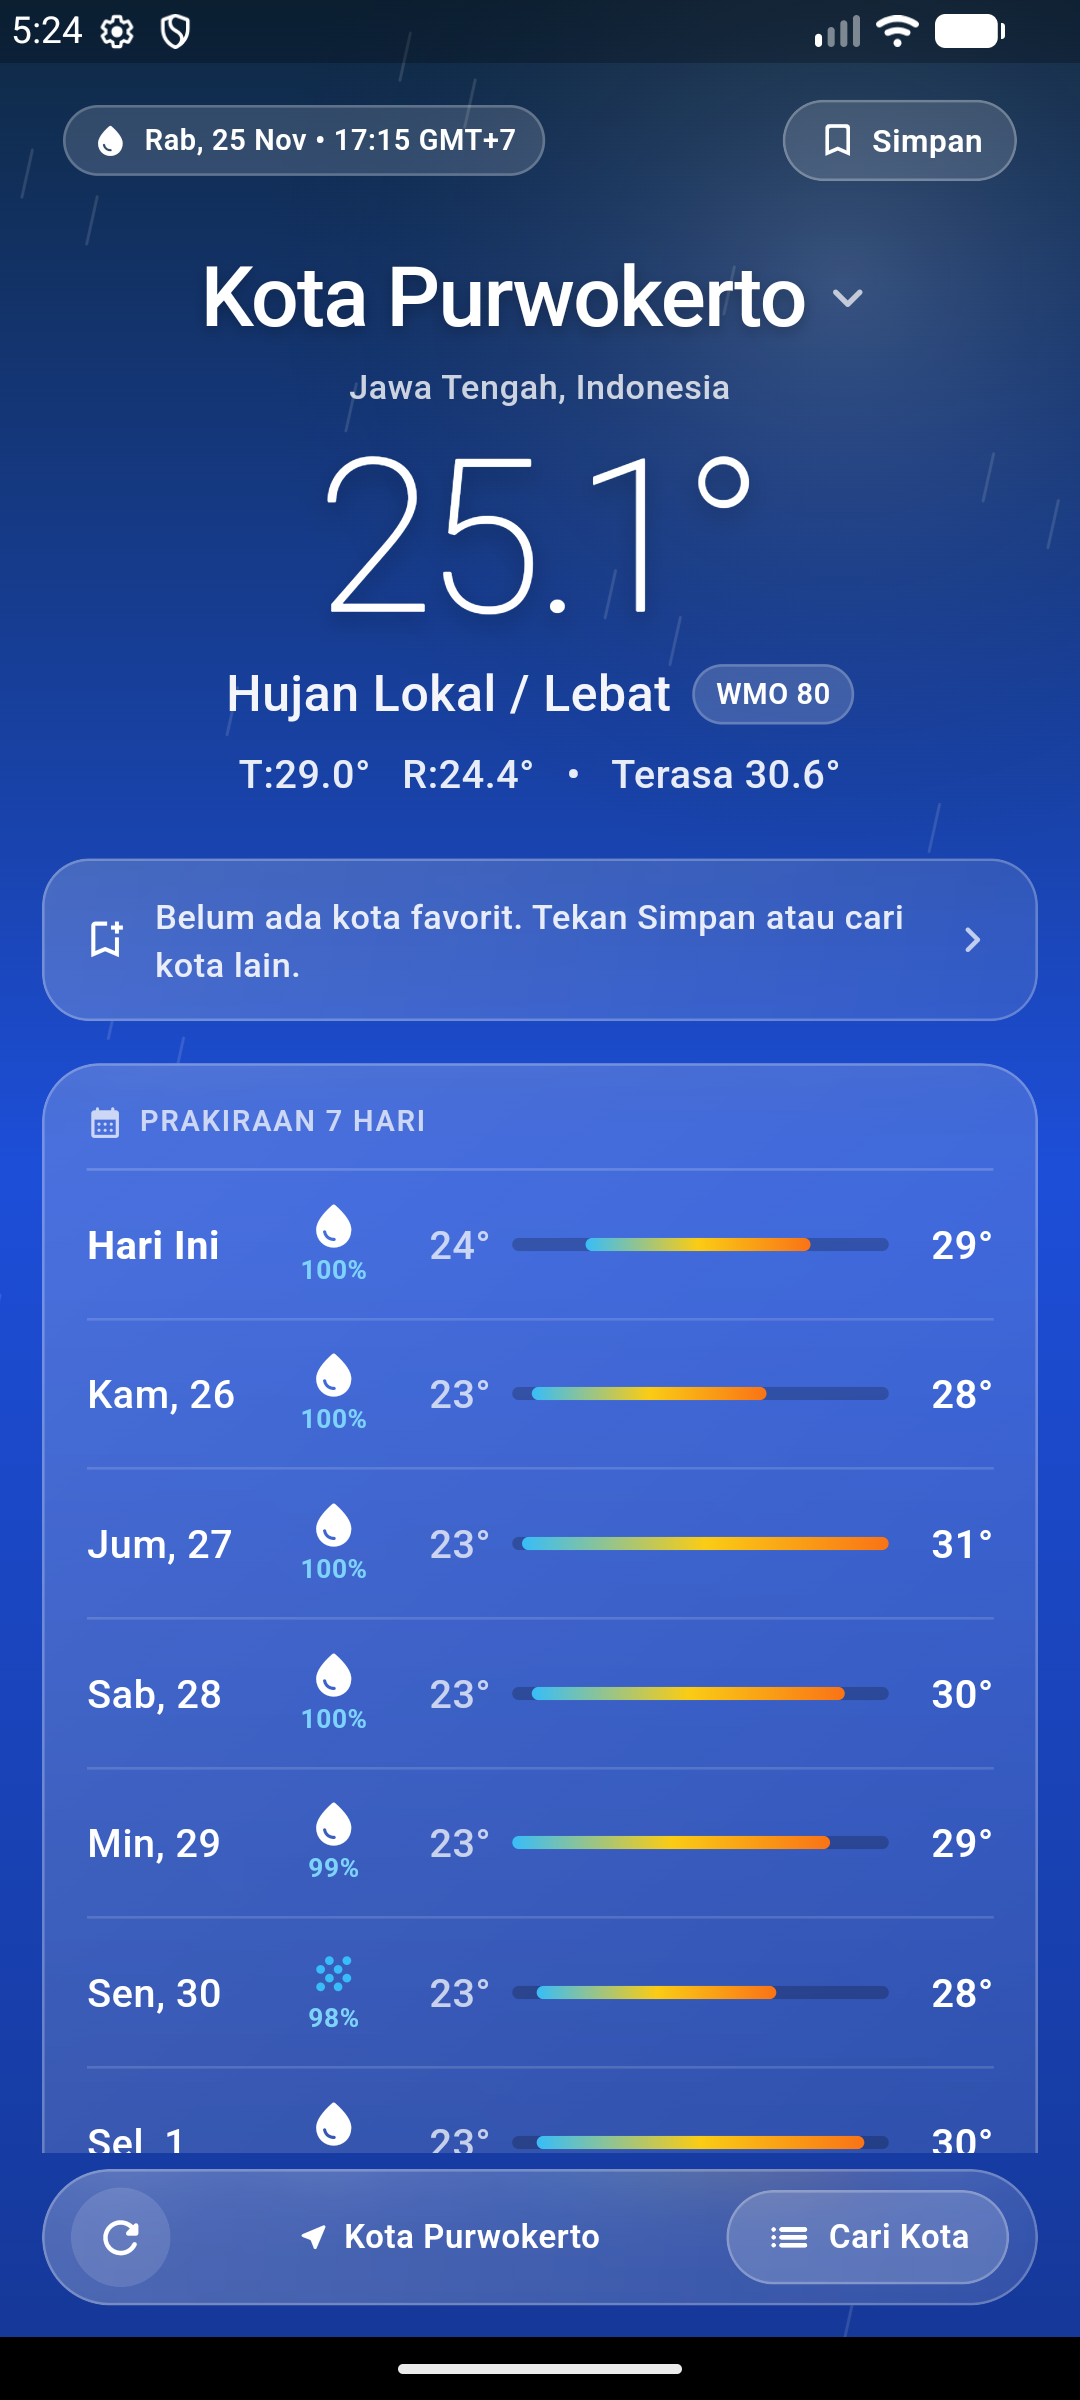 5:24
Rab, 25 Nov • 17:15 GMT+7
Simpan
Kota Purwokerto
Jawa Tengah, Indonesia
25.1°
Hujan Lokal / Lebat WMO 80
T:29.0° R:24.4° • Terasa 30.6°
Belum ada kota favorit. Tekan Simpan atau cari
kota lain.
PRAKIRAAN 7 HARI
Hari Ini 100% 24° 29°
Kam, 26 100% 23° 28°
Jum, 27 100% 23° 31°
Sab, 28 100% 23° 30°
Min, 29 99% 23° 29°
Sen, 30 98% 23° 28°
Sel, 1 23° 30°
Kota Purwokerto
Cari Kota